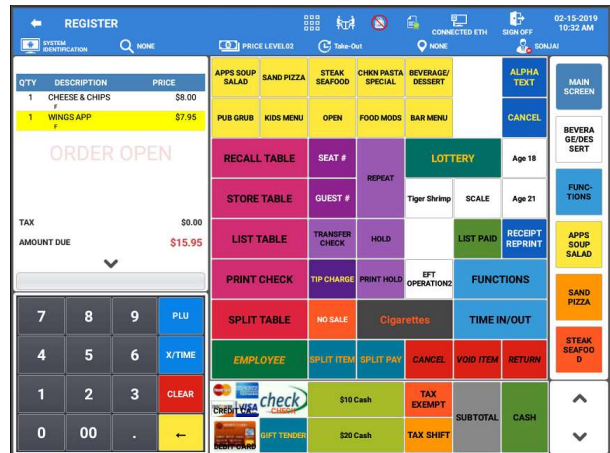 REGISTER
CONNECTED ETH
SIGN OFF
02-15-2019
10:32 AM
SYSTEM
IDENTIFICATION
NONE
PRICE LEVEL02
Take-Out
NONE
SONJAI
Q'TY DESCRIPTION PRICE
1 CHEESE & CHIPS $8.00
F
1 WINGS APP $7.95
F
ORDER OPEN
TAX $0.00
AMOUNT DUE $15.95
7 8 9 PLU
4 5 6 X/TIME
1 2 3 CLEAR
0 00 . ←
APPS SOUP
SALAD
SAND PIZZA
STEAK
SEAFOOD
CHKN PASTA
SPECIAL
BEVERAGE/
DESSERT
ALPHA
TEXT
PUB GRUB
KIDS MENU
OPEN
FOOD MODS
BAR MENU
CANCEL
RECALL TABLE
SEAT #
REPEAT
LOTTERY
Age 18
STORE TABLE
GUEST #
Tiger Shrimp
SCALE
Age 21
LIST TABLE
TRANSFER
CHECK
HOLD
LIST PAID
RECEIPT
REPRINT
PRINT CHECK
TIP CHARGE
PRINT HOLD
EFT
OPERATION2
FUNCTIONS
SPLIT TABLE
NO SALE
Cigarettes
TIME IN/OUT
EMPLOYEE
SPLIT ITEM
SPLIT PAY
CANCEL
VOID ITEM
RETURN
VISA
CREDIT CA
check
CHECK
$10 Cash
TAX
EXEMPT
SUBTOTAL
CASH
DEBIT CARD
GIFT TENDER
$20 Cash
TAX SHIFT
MAIN
SCREEN
BEVERA
GE/DES
SERT
FUNC-
TIONS
APPS
SOUP
SALAD
SAND
PIZZA
STEAK
SEAFOO
D